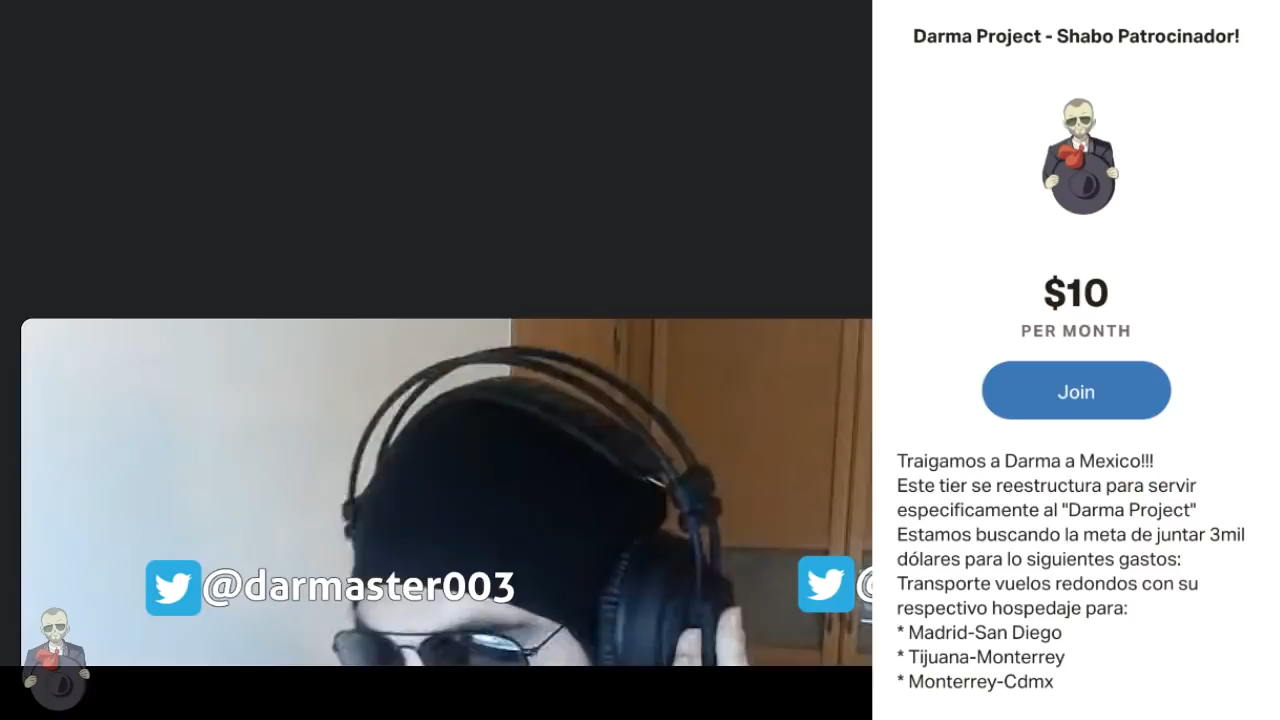 Darma Project - Shabo Patrocinador!
$10
PER MONTH
Join
Traigamos a Darma a Mexico!!!
Este tier se reestructura para servir
especificamente al "Darma Project"
Estamos buscando la meta de juntar 3mil
dólares para lo siguientes gastos:
Transporte vuelos redondos con su
respectivo hospedaje para:
* Madrid-San Diego
* Tijuana-Monterrey
* Monterrey-Cdmx
@darmaster003
@